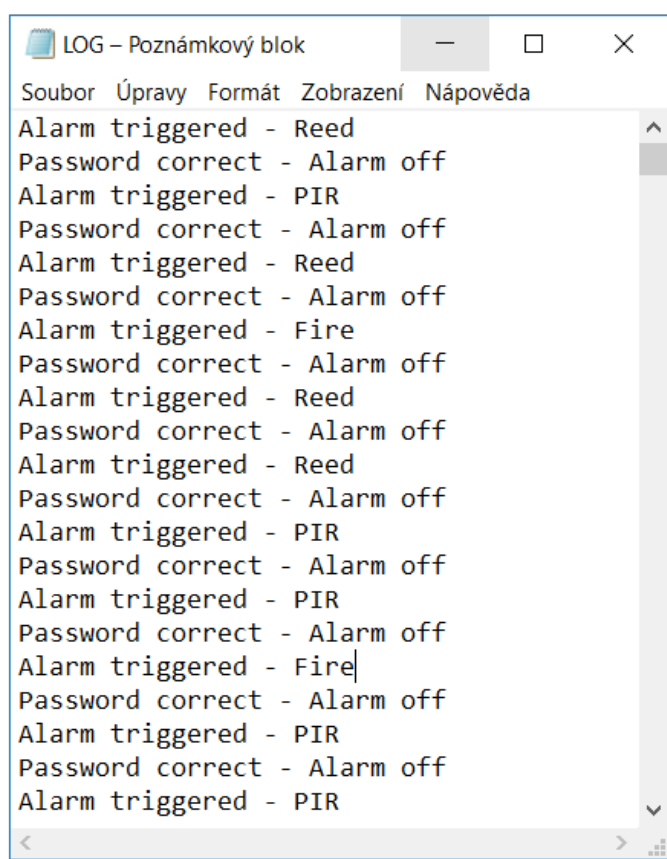 LOG – Poznámkový blok
Soubor Úpravy Formát Zobrazení Nápověda
Alarm triggered - Reed
Password correct - Alarm off
Alarm triggered - PIR
Password correct - Alarm off
Alarm triggered - Reed
Password correct - Alarm off
Alarm triggered - Fire
Password correct - Alarm off
Alarm triggered - Reed
Password correct - Alarm off
Alarm triggered - Reed
Password correct - Alarm off
Alarm triggered - PIR
Password correct - Alarm off
Alarm triggered - PIR
Password correct - Alarm off
Alarm triggered - Fire
Password correct - Alarm off
Alarm triggered - PIR
Password correct - Alarm off
Alarm triggered - PIR